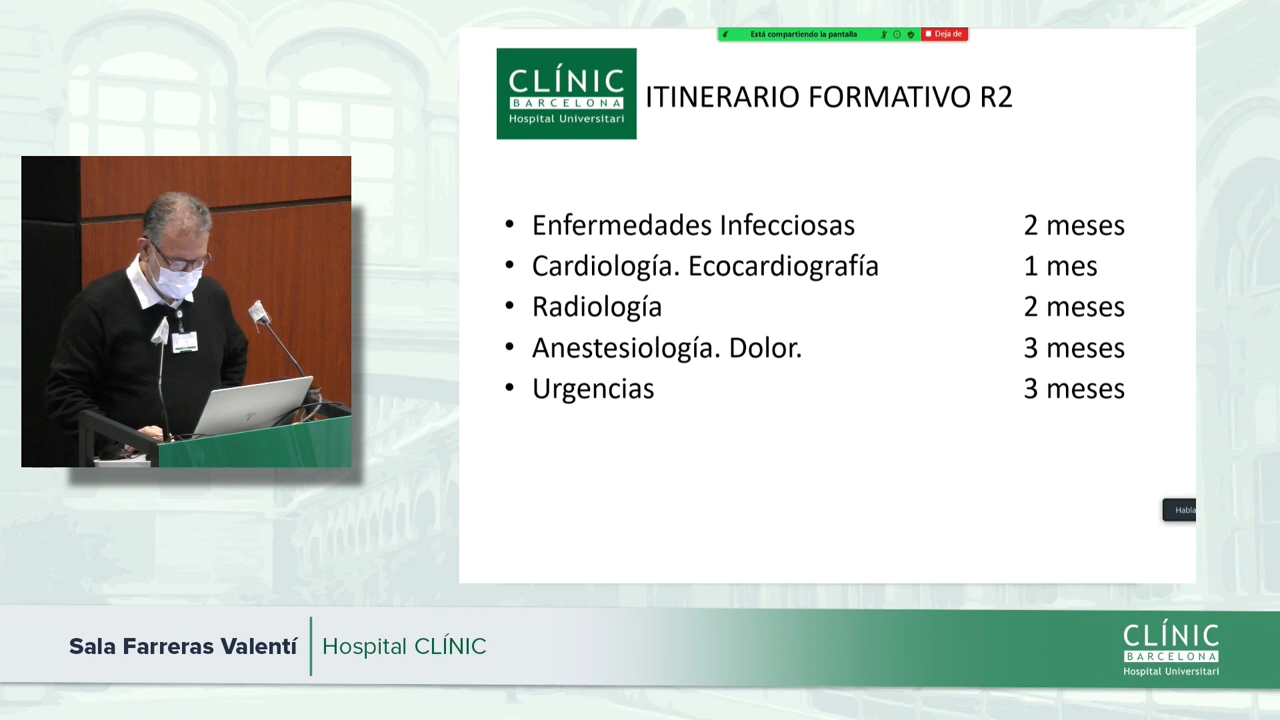 Está compartiendo la pantalla
Deja de
CLÍNIC
BARCELONA
Hospital Universitari
ITINERARIO FORMATIVO R2
• Enfermedades Infecciosas 2 meses
• Cardiología. Ecocardiografía 1 mes
• Radiología 2 meses
• Anestesiología. Dolor. 3 meses
• Urgencias 3 meses
Habla
Sala Farreras Valentí
Hospital CLÍNIC
CLÍNIC
BARCELONA
Hospital Universitari